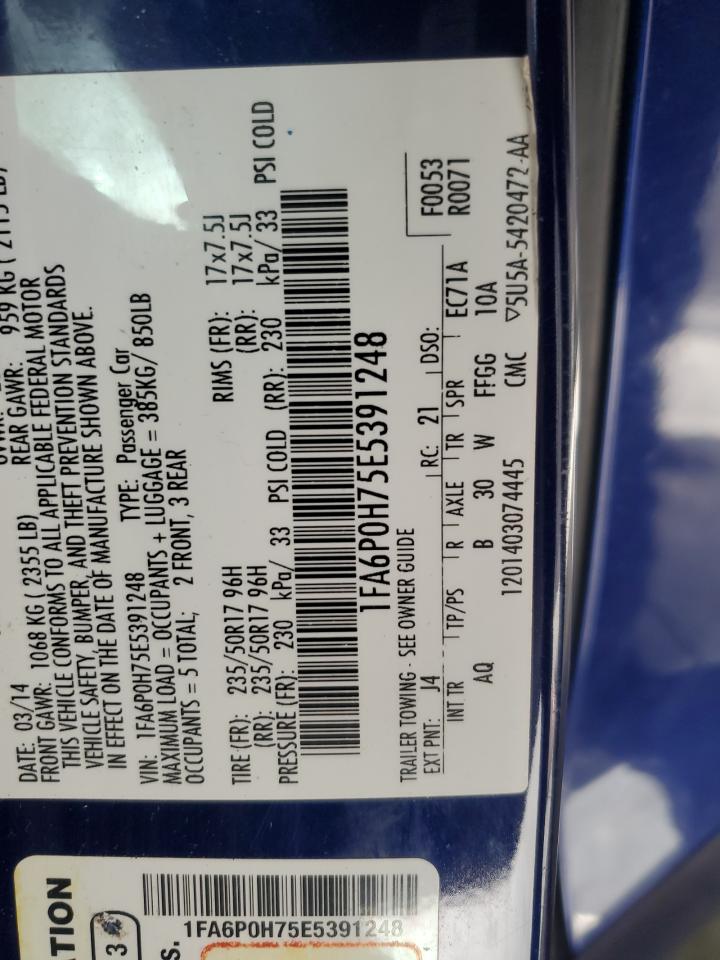 DATE: 03/14
FRONT GAWR: 1068 KG ( 2355 LB) REAR GAWR: 959 KG ( 2115 LB)
THIS VEHICLE CONFORMS TO ALL APPLICABLE FEDERAL MOTOR
VEHICLE SAFETY, BUMPER, AND THEFT PREVENTION STANDARDS
IN EFFECT ON THE DATE OF MANUFACTURE SHOWN ABOVE.
VIN: 1FA6P0H75E5391248 TYPE: Passenger Car
MAXIMUM LOAD = OCCUPANTS + LUGGAGE = 385KG/ 850LB
OCCUPANTS = 5 TOTAL; 2 FRONT, 3 REAR
TIRE (FR): 235/50R17 96H RIMS (FR): 17x7.5J
(RR): 235/50R17 96H (RR): 17x7.5J
PRESSURE (FR): 230 kPa/ 33 PSI COLD (RR): 230 kPa/ 33 PSI COLD
1FA6P0H75E5391248
TRAILER TOWING - SEE OWNER GUIDE
F0053
EXT PNT: J4 RC: 21 DSO: R0071
INT TR TP/PS R AXLE TR SPR EC71A
AQ B 30 W FFGG 10A
1201403074445 CMC ▽5U5A-5420472-AA
1FA6P0H75E5391248
3